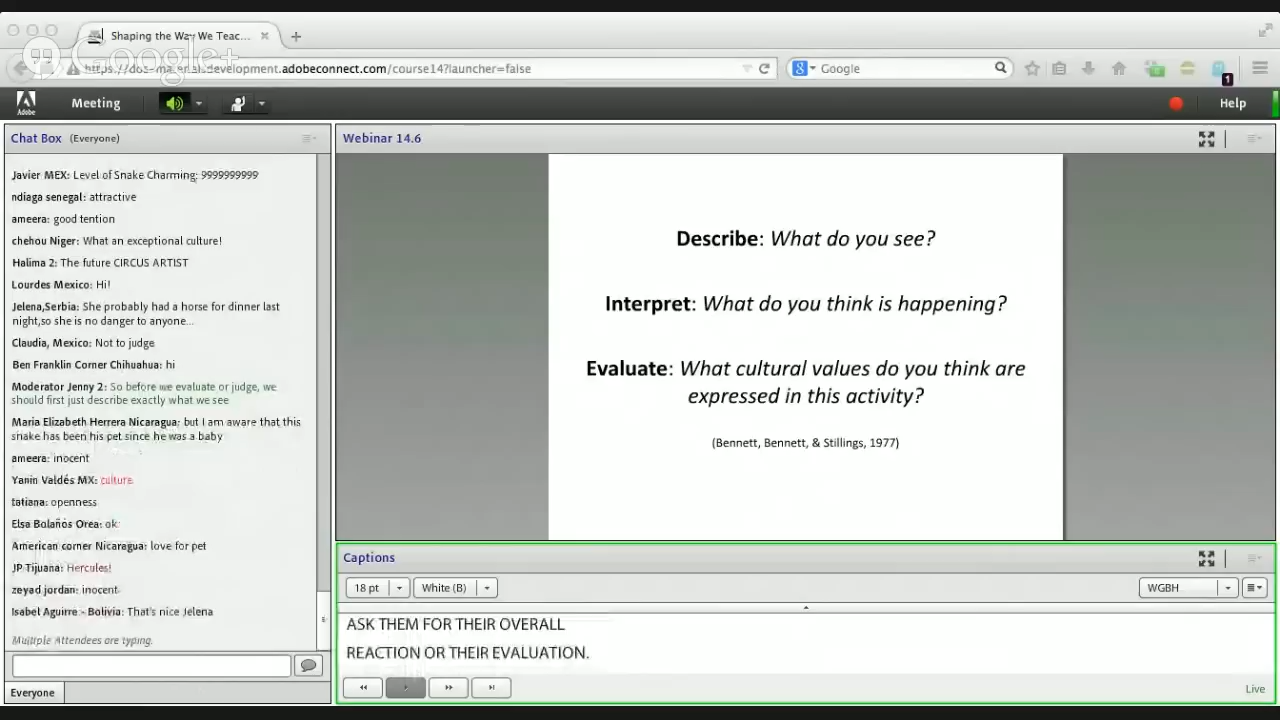 Shaping the Way We Teac...
Google+
adobeconnect.com/course14?launcher=false
Google
1
Adobe
Meeting
Help
Chat Box (Everyone)
Javier MEX: Level of Snake Charming: 9999999999
ndiaga senegal: attractive
ameera: good tention
chehou Niger: What an exceptional culture!
Halima 2: The future CIRCUS ARTIST
Lourdes Mexico: Hi!
Jelena,Serbia: She probably had a horse for dinner last
night,so she is no danger to anyone...
Claudia, Mexico: Not to judge
Ben Franklin Corner Chihuahua: hi
Moderator Jenny 2: So before we evaluate or judge, we
should first just describe exactly what we see
Maria Elizabeth Herrera Nicaragua: but I am aware that this
snake has been his pet since he was a baby
ameera: inocent
Yanin Valdés MX: culture
tatiana: openness
Elsa Bolaños Orea: ok
American corner Nicaragua: love for pet
JP Tijuana: Hercules!
zeyad jordan: inocent
Isabel Aguirre - Bolivia: That's nice Jelena
Multiple Attendees are typing.
Everyone
Webinar 14.6
Describe: What do you see?
Interpret: What do you think is happening?
Evaluate: What cultural values do you think are
expressed in this activity?
(Bennett, Bennett, & Stillings, 1977)
Captions
18 pt
White (B)
WGBH
ASK THEM FOR THEIR OVERALL
REACTION OR THEIR EVALUATION.
Live